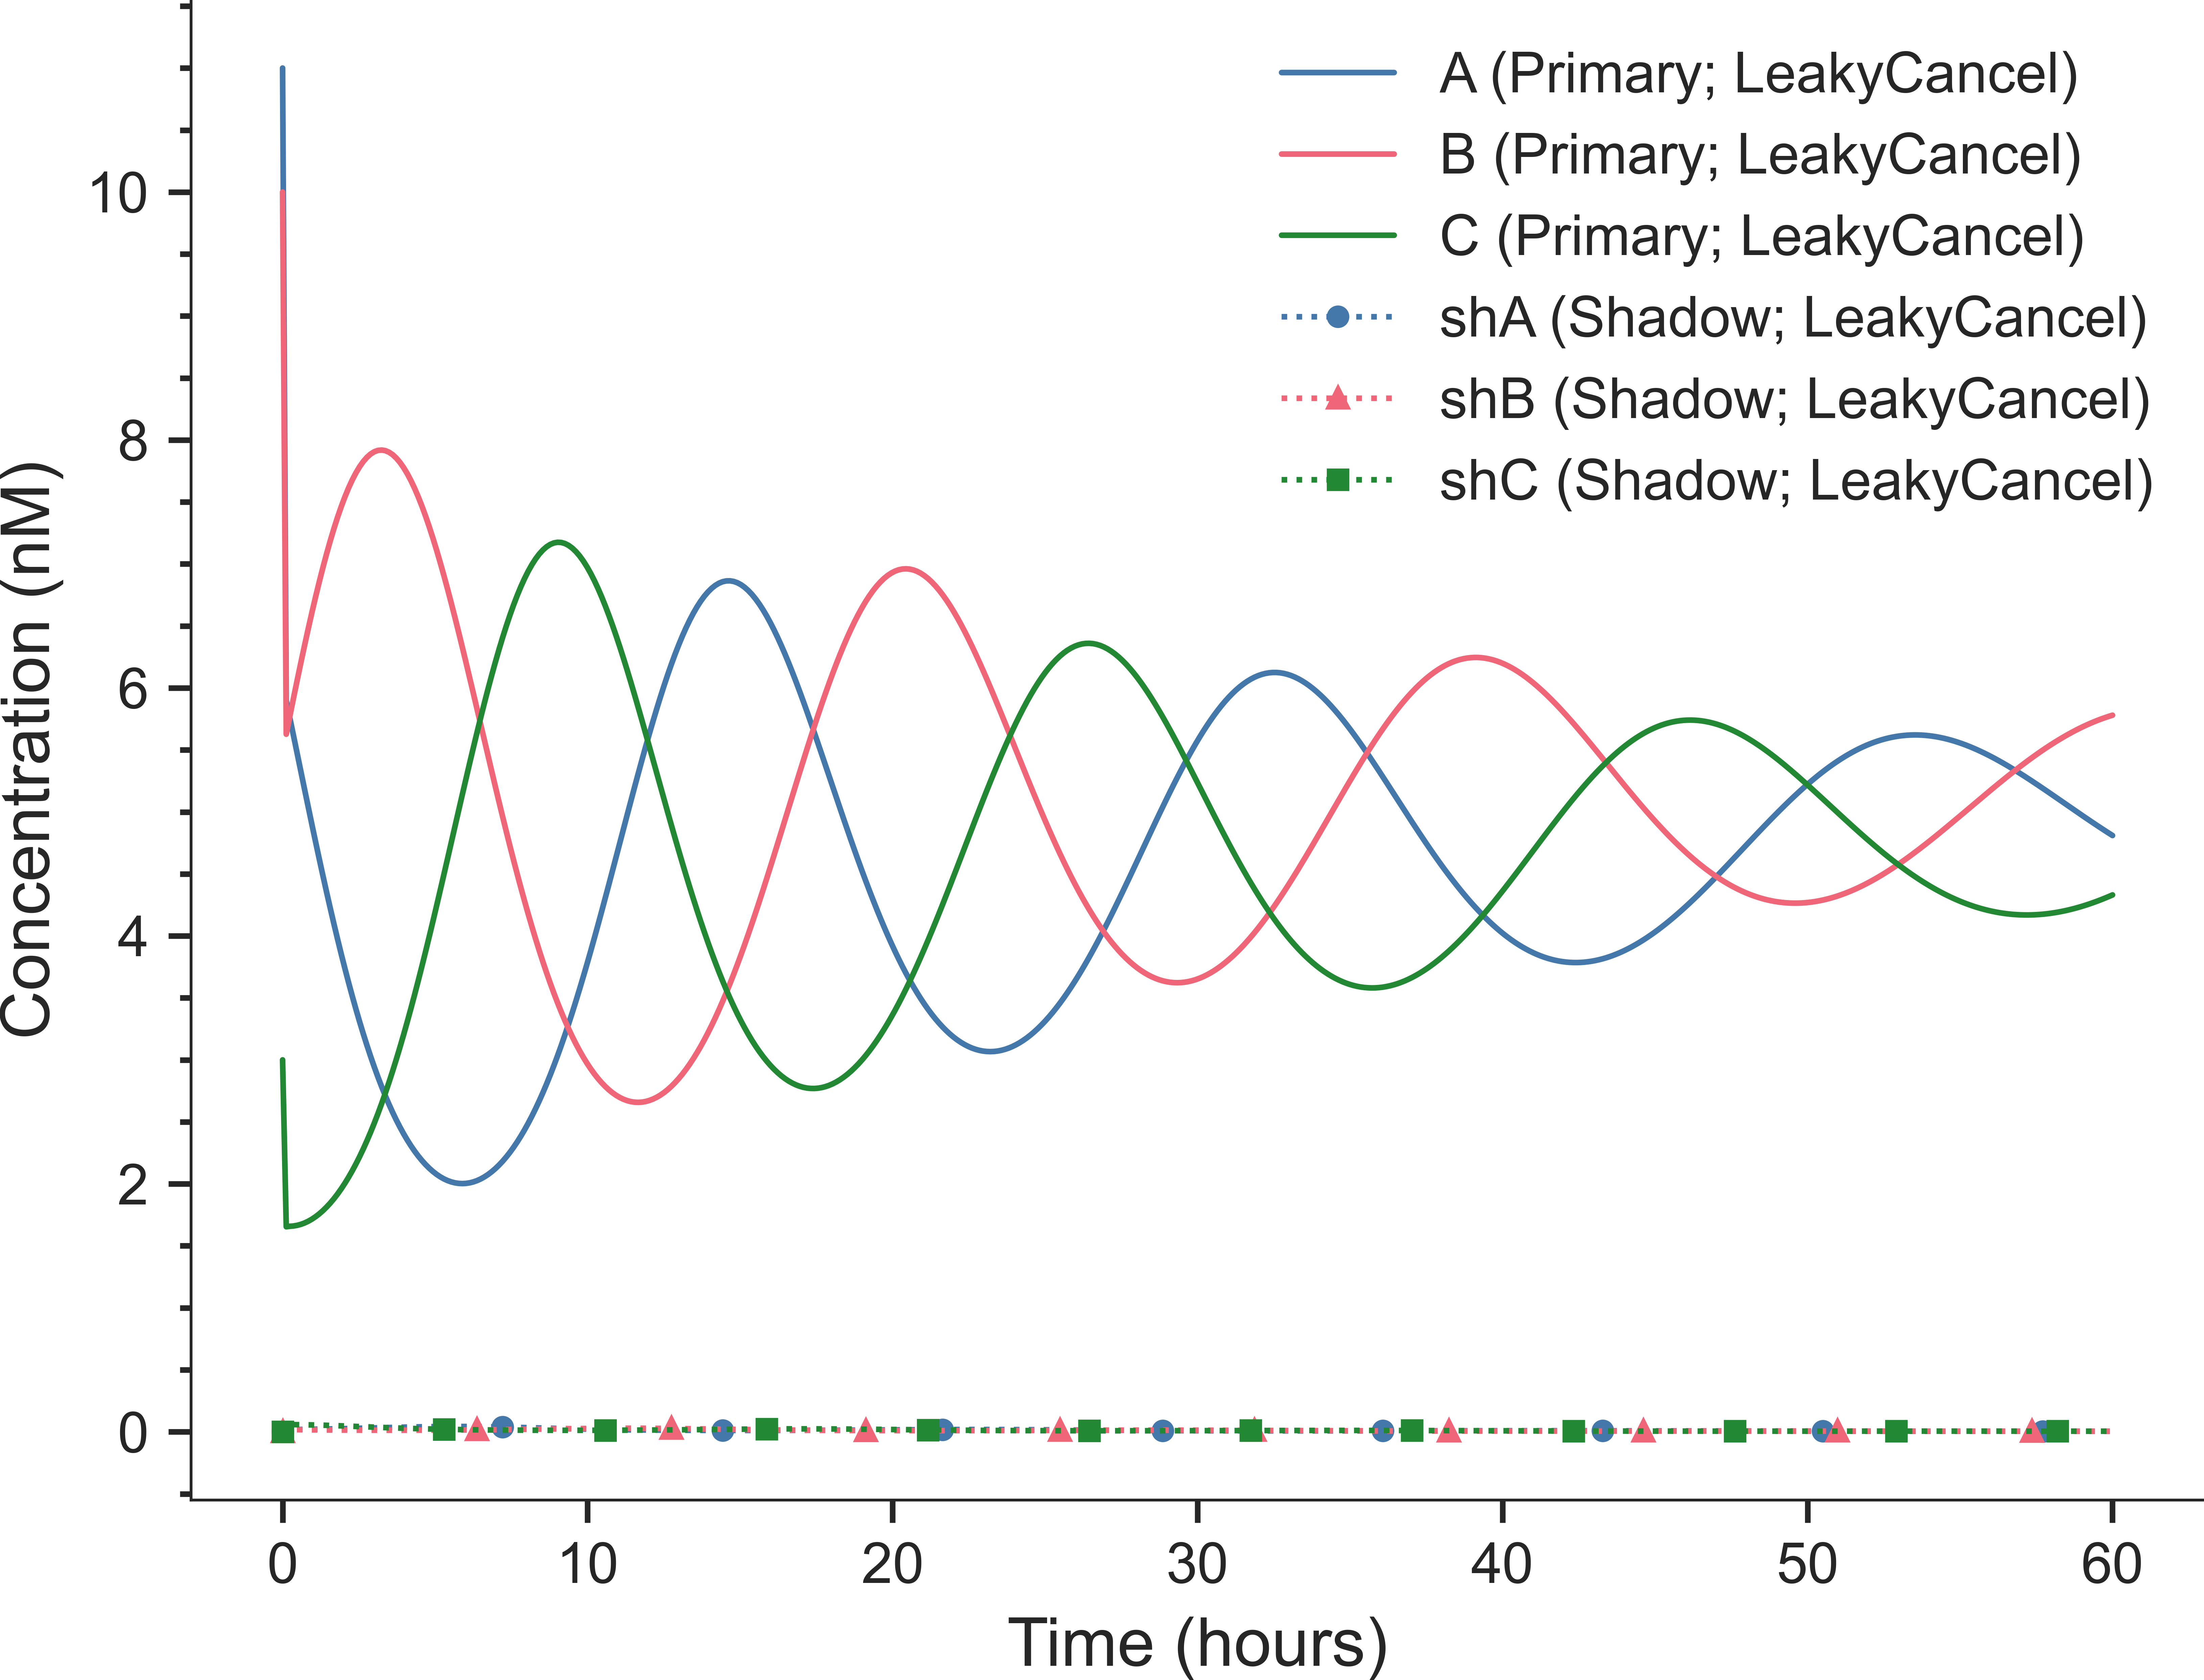 A (Primary; LeakyCancel)
B (Primary; LeakyCancel)
C (Primary; LeakyCancel)
shA (Shadow; LeakyCancel)
shB (Shadow; LeakyCancel)
shC (Shadow; LeakyCancel)
Concentration (nM)
10
8
6
4
2
0
0 10 20 30 40 50 60
Time (hours)